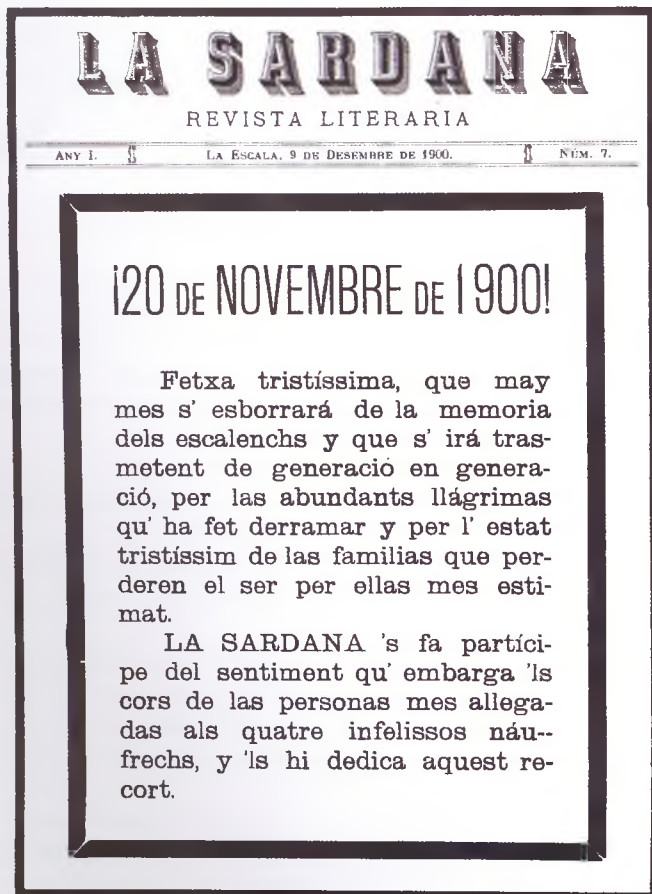 LA SARDANA
REVISTA LITERARIA
ANY I. LA ESCALA, 9 DE DESEMBRE DE 1900. NÚM. 7.
¡20 DE NOVEMBRE DE 1900!
Fetxa tristíssima, que may
mes s' esborrará de la memoria
dels escalenchs y que s' irá tras-
metent de generació en genera-
ció, per las abundants llágrimas
qu' ha fet derramar y per l' estat
tristíssim de las familias que per-
deren el ser per ellas mes esti-
mat.
LA SARDANA 's fa partíci-
pe del sentiment qu' embarga 'ls
cors de las personas mes allega-
das als quatre infelissos náu--
frechs, y 'ls hi dedica aquest re-
cort.